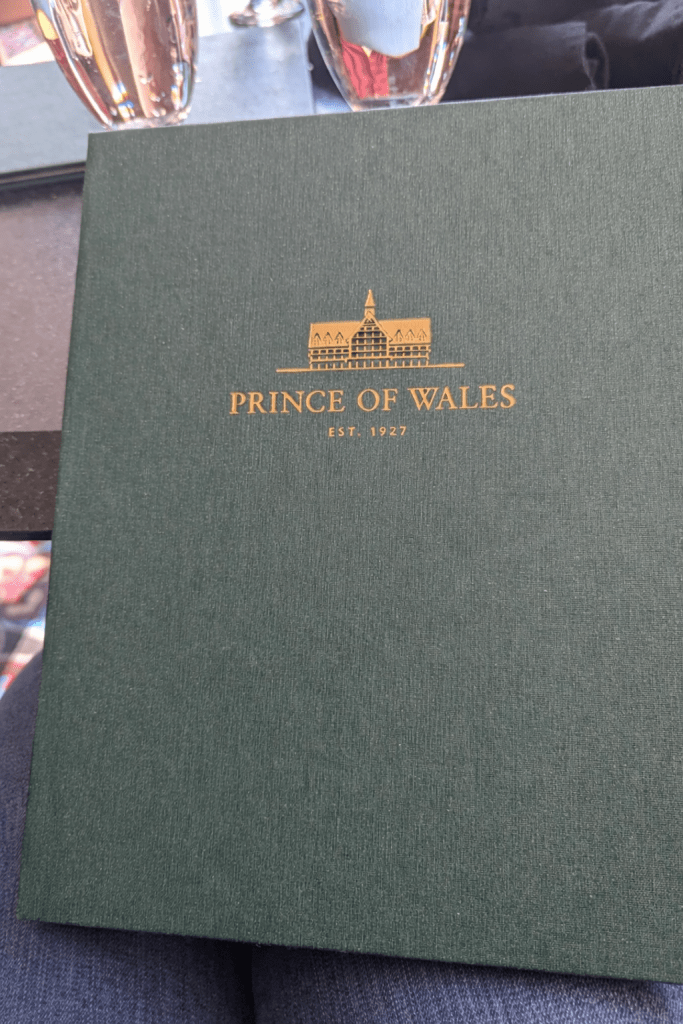 PRINCE OF WALES
EST. 1927